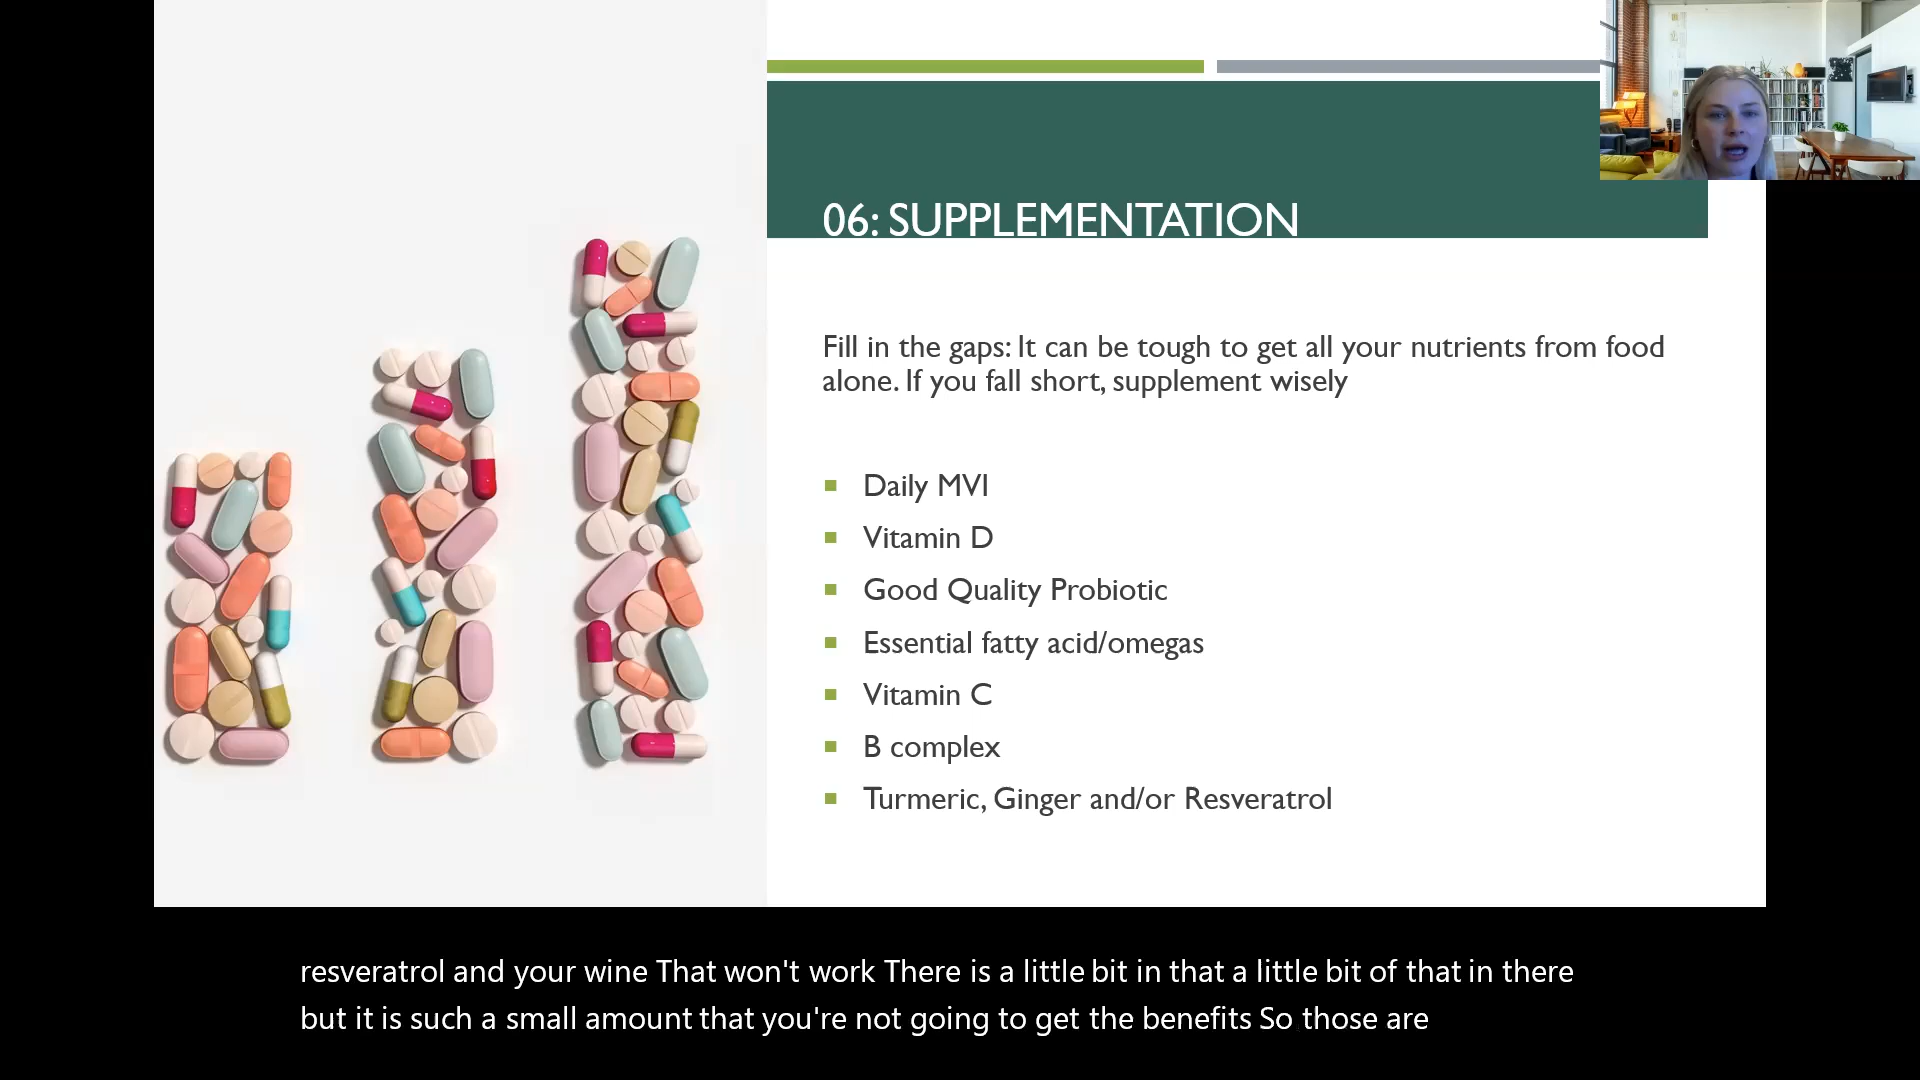 06: SUPPLEMENTATION
Fill in the gaps: It can be tough to get all your nutrients from food
alone. If you fall short, supplement wisely
Daily MVI
Vitamin D
Good Quality Probiotic
Essential fatty acid/omegas
Vitamin C
B complex
Turmeric, Ginger and/or Resveratrol
resveratrol and your wine That won't work There is a little bit in that a little bit of that in there
but it is such a small amount that you're not going to get the benefits So those are